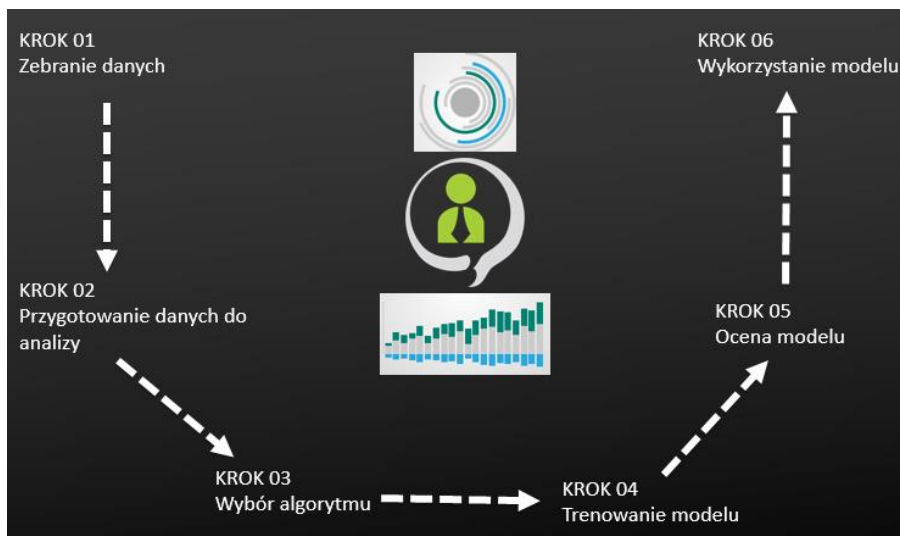 KROK 01
Zebranie danych
KROK 02
Przygotowanie danych do
analizy
KROK 03
Wybór algorytmu
KROK 04
Trenowanie modelu
KROK 05
Ocena modelu
KROK 06
Wykorzystanie modelu